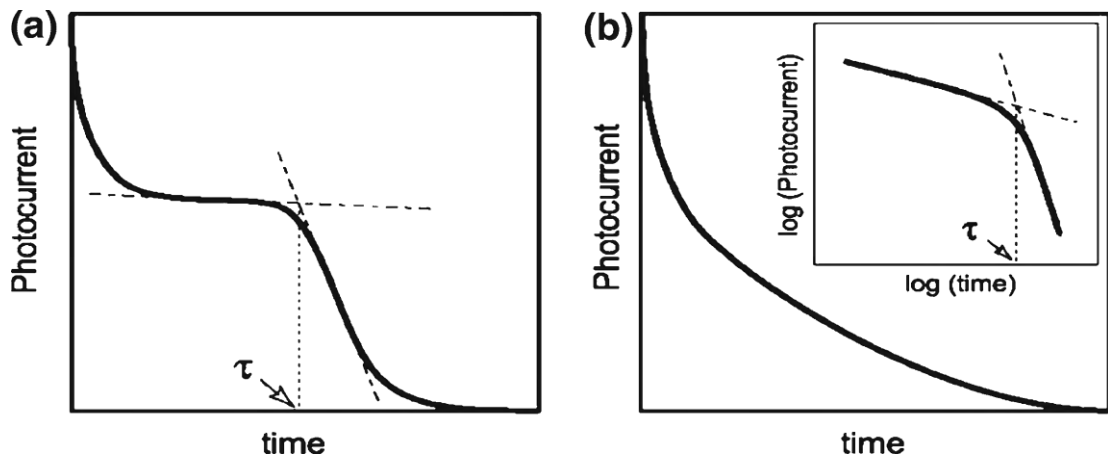 (a)
Photocurrent
τ
time
(b)
Photocurrent
time
log (Photocurrent)
τ
log (time)